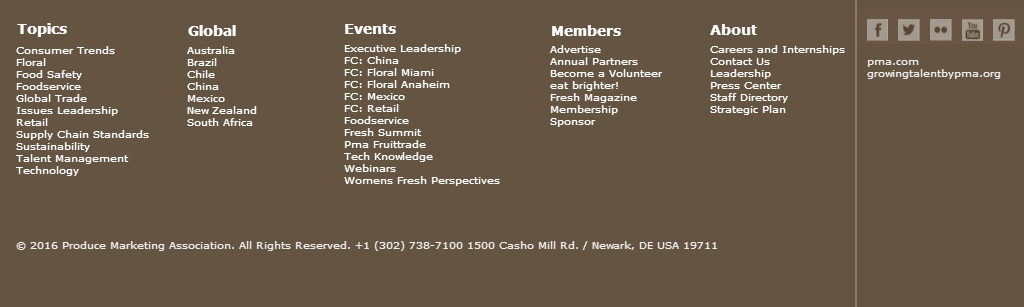 Topics
Consumer Trends
Floral
Food Safety
Foodservice
Global Trade
Issues Leadership
Retail
Supply Chain Standards
Sustainability
Talent Management
Technology
Global
Australia
Brazil
Chile
China
Mexico
New Zealand
South Africa
Events
Executive Leadership
FC: China
FC: Floral Miami
FC: Floral Anaheim
FC: Mexico
FC: Retail
Foodservice
Fresh Summit
Pma Fruittrade
Tech Knowledge
Webinars
Womens Fresh Perspectives
Members
Advertise
Annual Partners
Become a Volunteer
eat brighter!
Fresh Magazine
Membership
Sponsor
About
Careers and Internships
Contact Us
Leadership
Press Center
Staff Directory
Strategic Plan
You
Tube
pma.com
growingtalentbypma.org
© 2016 Produce Marketing Association. All Rights Reserved. +1 (302) 738-7100 1500 Casho Mill Rd. / Newark, DE USA 19711